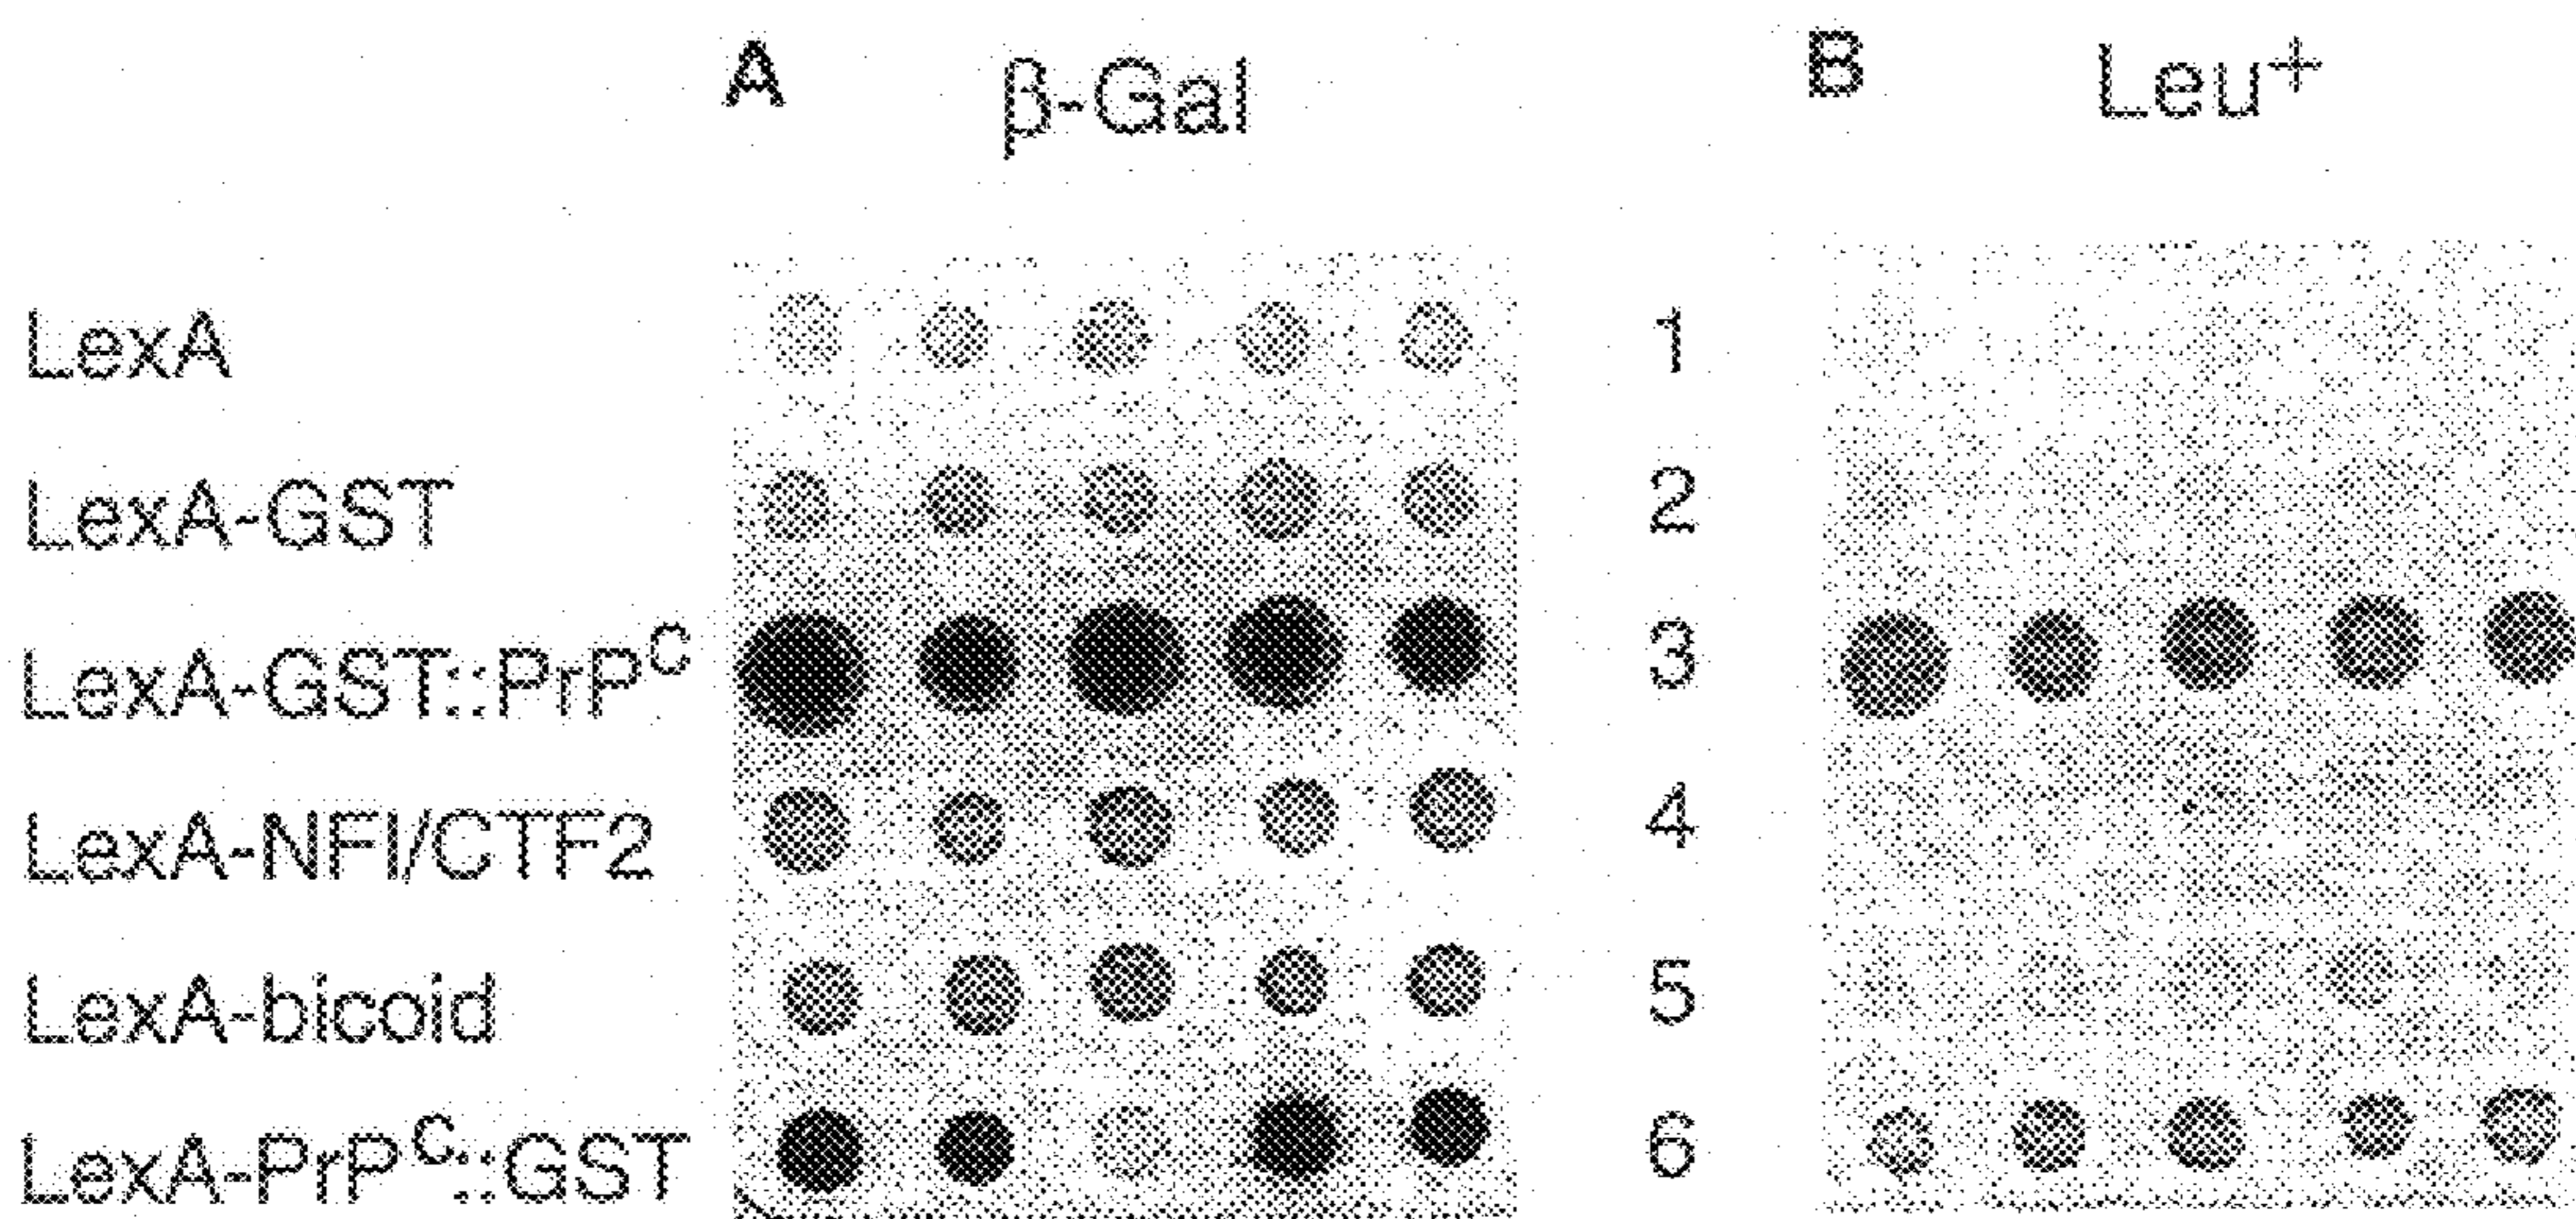 A β-Gal B Leu⁺
LexA 1
LexA-GST 2
LexA-GST::PrPᶜ 3
LexA-NFI/CTF2 4
LexA-bicoid 5
LexA-PrPᶜ::GST 6